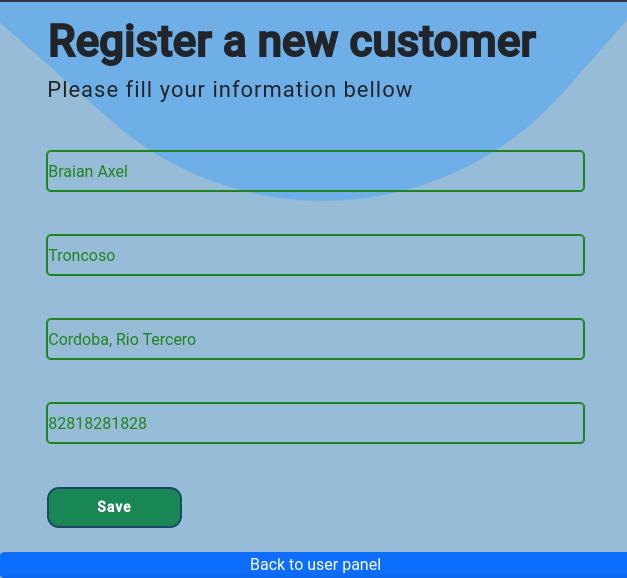 Register a new customer
Please fill your information bellow
Braian Axel
Troncoso
Cordoba, Rio Tercero
82818281828
Save
Back to user panel